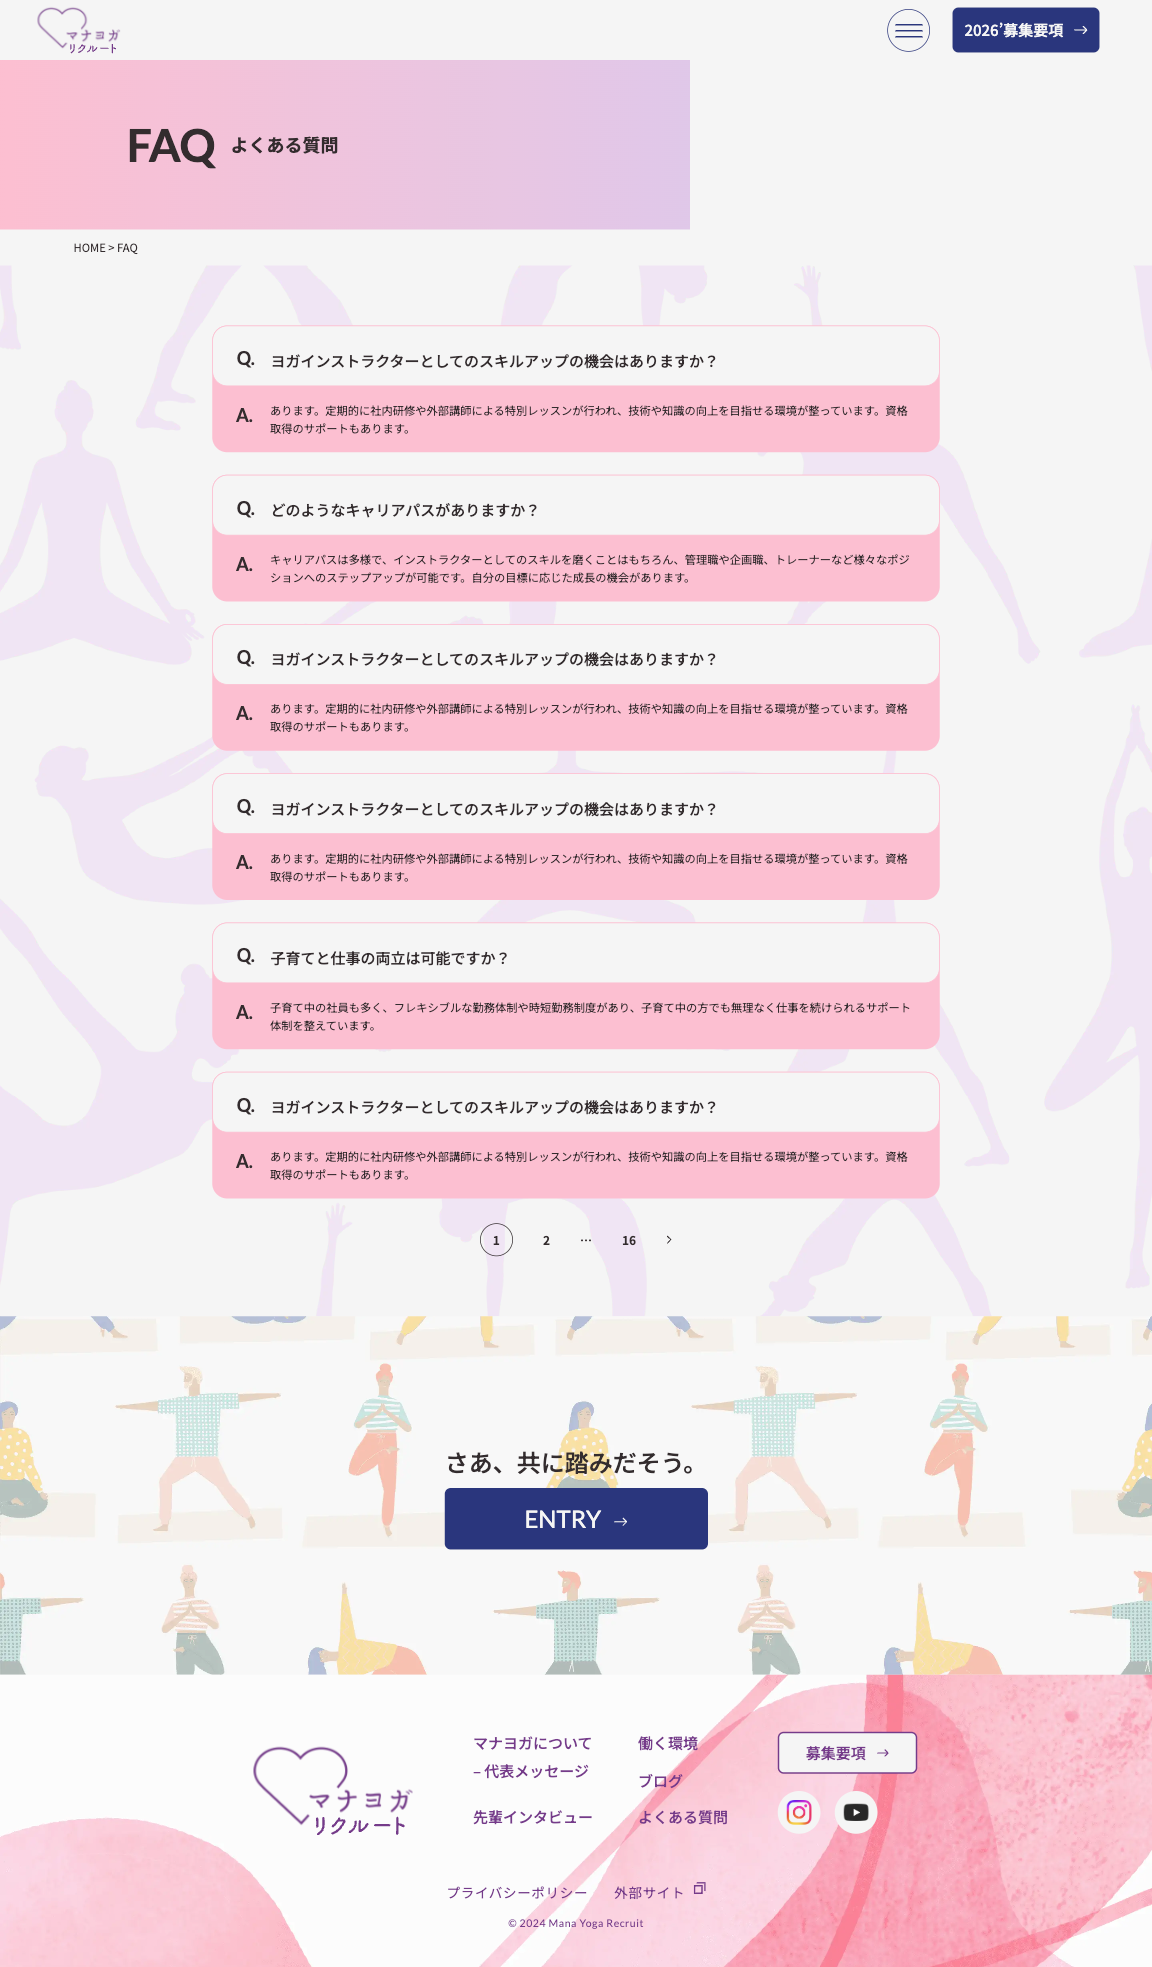 マナヨガ
リクルート
2026’募集要項 →
FAQ よくある質問
HOME > FAQ
Q. ヨガインストラクターとしてのスキルアップの機会はありますか？
A. あります。定期的に社内研修や外部講師による特別レッスンが行われ、技術や知識の向上を目指せる環境が整っています。資格
取得のサポートもあります。
Q. どのようなキャリアパスがありますか？
A. キャリアパスは多様で、インストラクターとしてのスキルを磨くことはもちろん、管理職や企画職、トレーナーなど様々なポジ
ションへのステップアップが可能です。自分の目標に応じた成長の機会があります。
Q. ヨガインストラクターとしてのスキルアップの機会はありますか？
A. あります。定期的に社内研修や外部講師による特別レッスンが行われ、技術や知識の向上を目指せる環境が整っています。資格
取得のサポートもあります。
Q. ヨガインストラクターとしてのスキルアップの機会はありますか？
A. あります。定期的に社内研修や外部講師による特別レッスンが行われ、技術や知識の向上を目指せる環境が整っています。資格
取得のサポートもあります。
Q. 子育てと仕事の両立は可能ですか？
A. 子育て中の社員も多く、フレキシブルな勤務体制や時短勤務制度があり、子育て中の方でも無理なく仕事を続けられるサポート
体制を整えています。
Q. ヨガインストラクターとしてのスキルアップの機会はありますか？
A. あります。定期的に社内研修や外部講師による特別レッスンが行われ、技術や知識の向上を目指せる環境が整っています。資格
取得のサポートもあります。
1 2 … 16 >
さあ、共に踏みだそう。
ENTRY →
マナヨガ
リクルート
マナヨガについて
– 代表メッセージ
先輩インタビュー
働く環境
ブログ
よくある質問
募集要項 →
プライバシーポリシー 外部サイト
© 2024 Mana Yoga Recruit